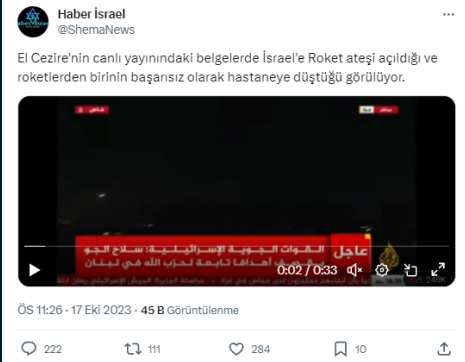 Haber İsrael
@ShemaNews
El Cezire'nin canlı yayınındaki belgelerde İsrael'e Roket ateşi açıldığı ve
roketlerden birinin başarısız olarak hastaneye düştüğü görülüyor.
عاجل
القوات الجوية الإسرائيلية: سلاح الجو
يقصف أهدافا تابعة لحزب الله في لبنان
0:02 / 0:33
ÖS 11:26 · 17 Eki 2023 · 45 B Görüntülenme
222 111 284 10